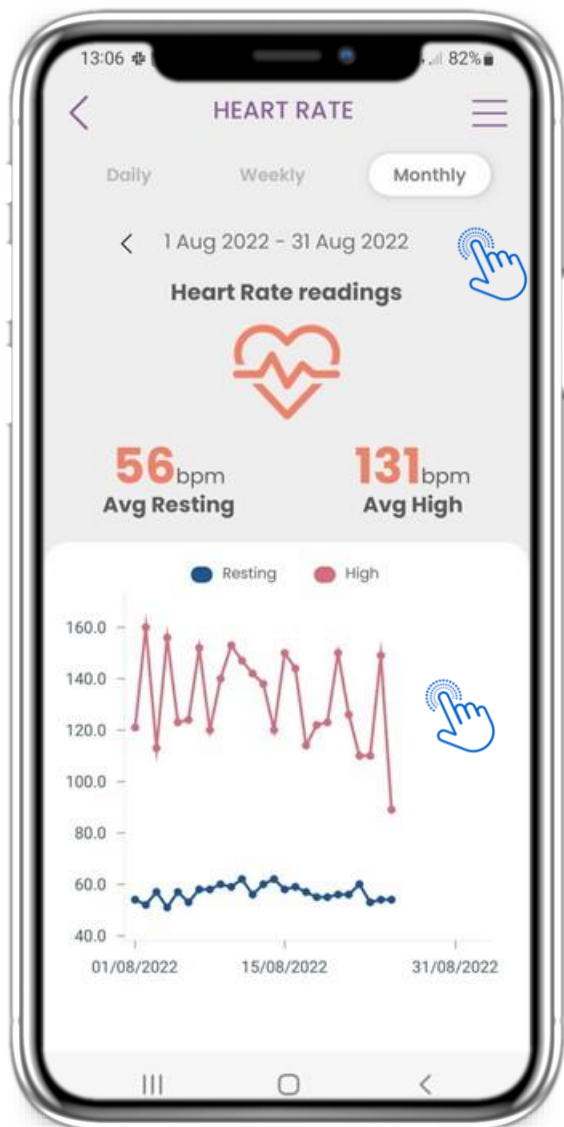 13:06 82%
HEART RATE
Daily Weekly Monthly
1 Aug 2022 - 31 Aug 2022
Heart Rate readings
56bpm 131bpm
Avg Resting Avg High
Resting High
160.0
140.0
120.0
100.0
80.0
60.0
40.0
01/08/2022 15/08/2022 31/08/2022